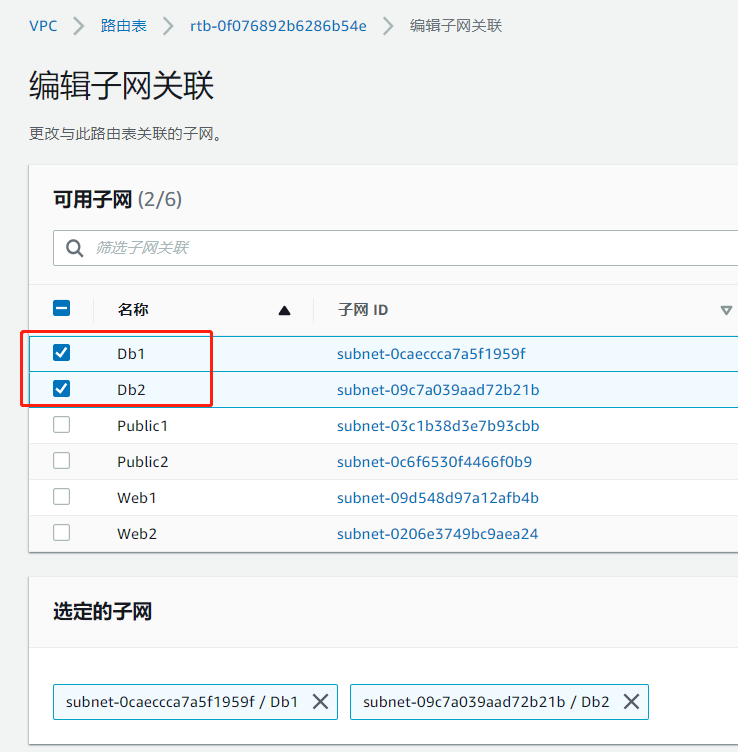 VPC 路由表 rtb-0f076892b6286b54e 编辑子网关联
编辑子网关联
更改与此路由表关联的子网。
可用子网 (2/6)
筛选子网关联
名称 子网 ID
Db1 subnet-0caeccca7a5f1959f
Db2 subnet-09c7a039aad72b21b
Public1 subnet-03c1b38d3e7b93cbb
Public2 subnet-0c6f6530f4466f0b9
Web1 subnet-09d548d97a12afb4b
Web2 subnet-0206e3749bc9aea24
选定的子网
subnet-0caeccca7a5f1959f / Db1 subnet-09c7a039aad72b21b / Db2